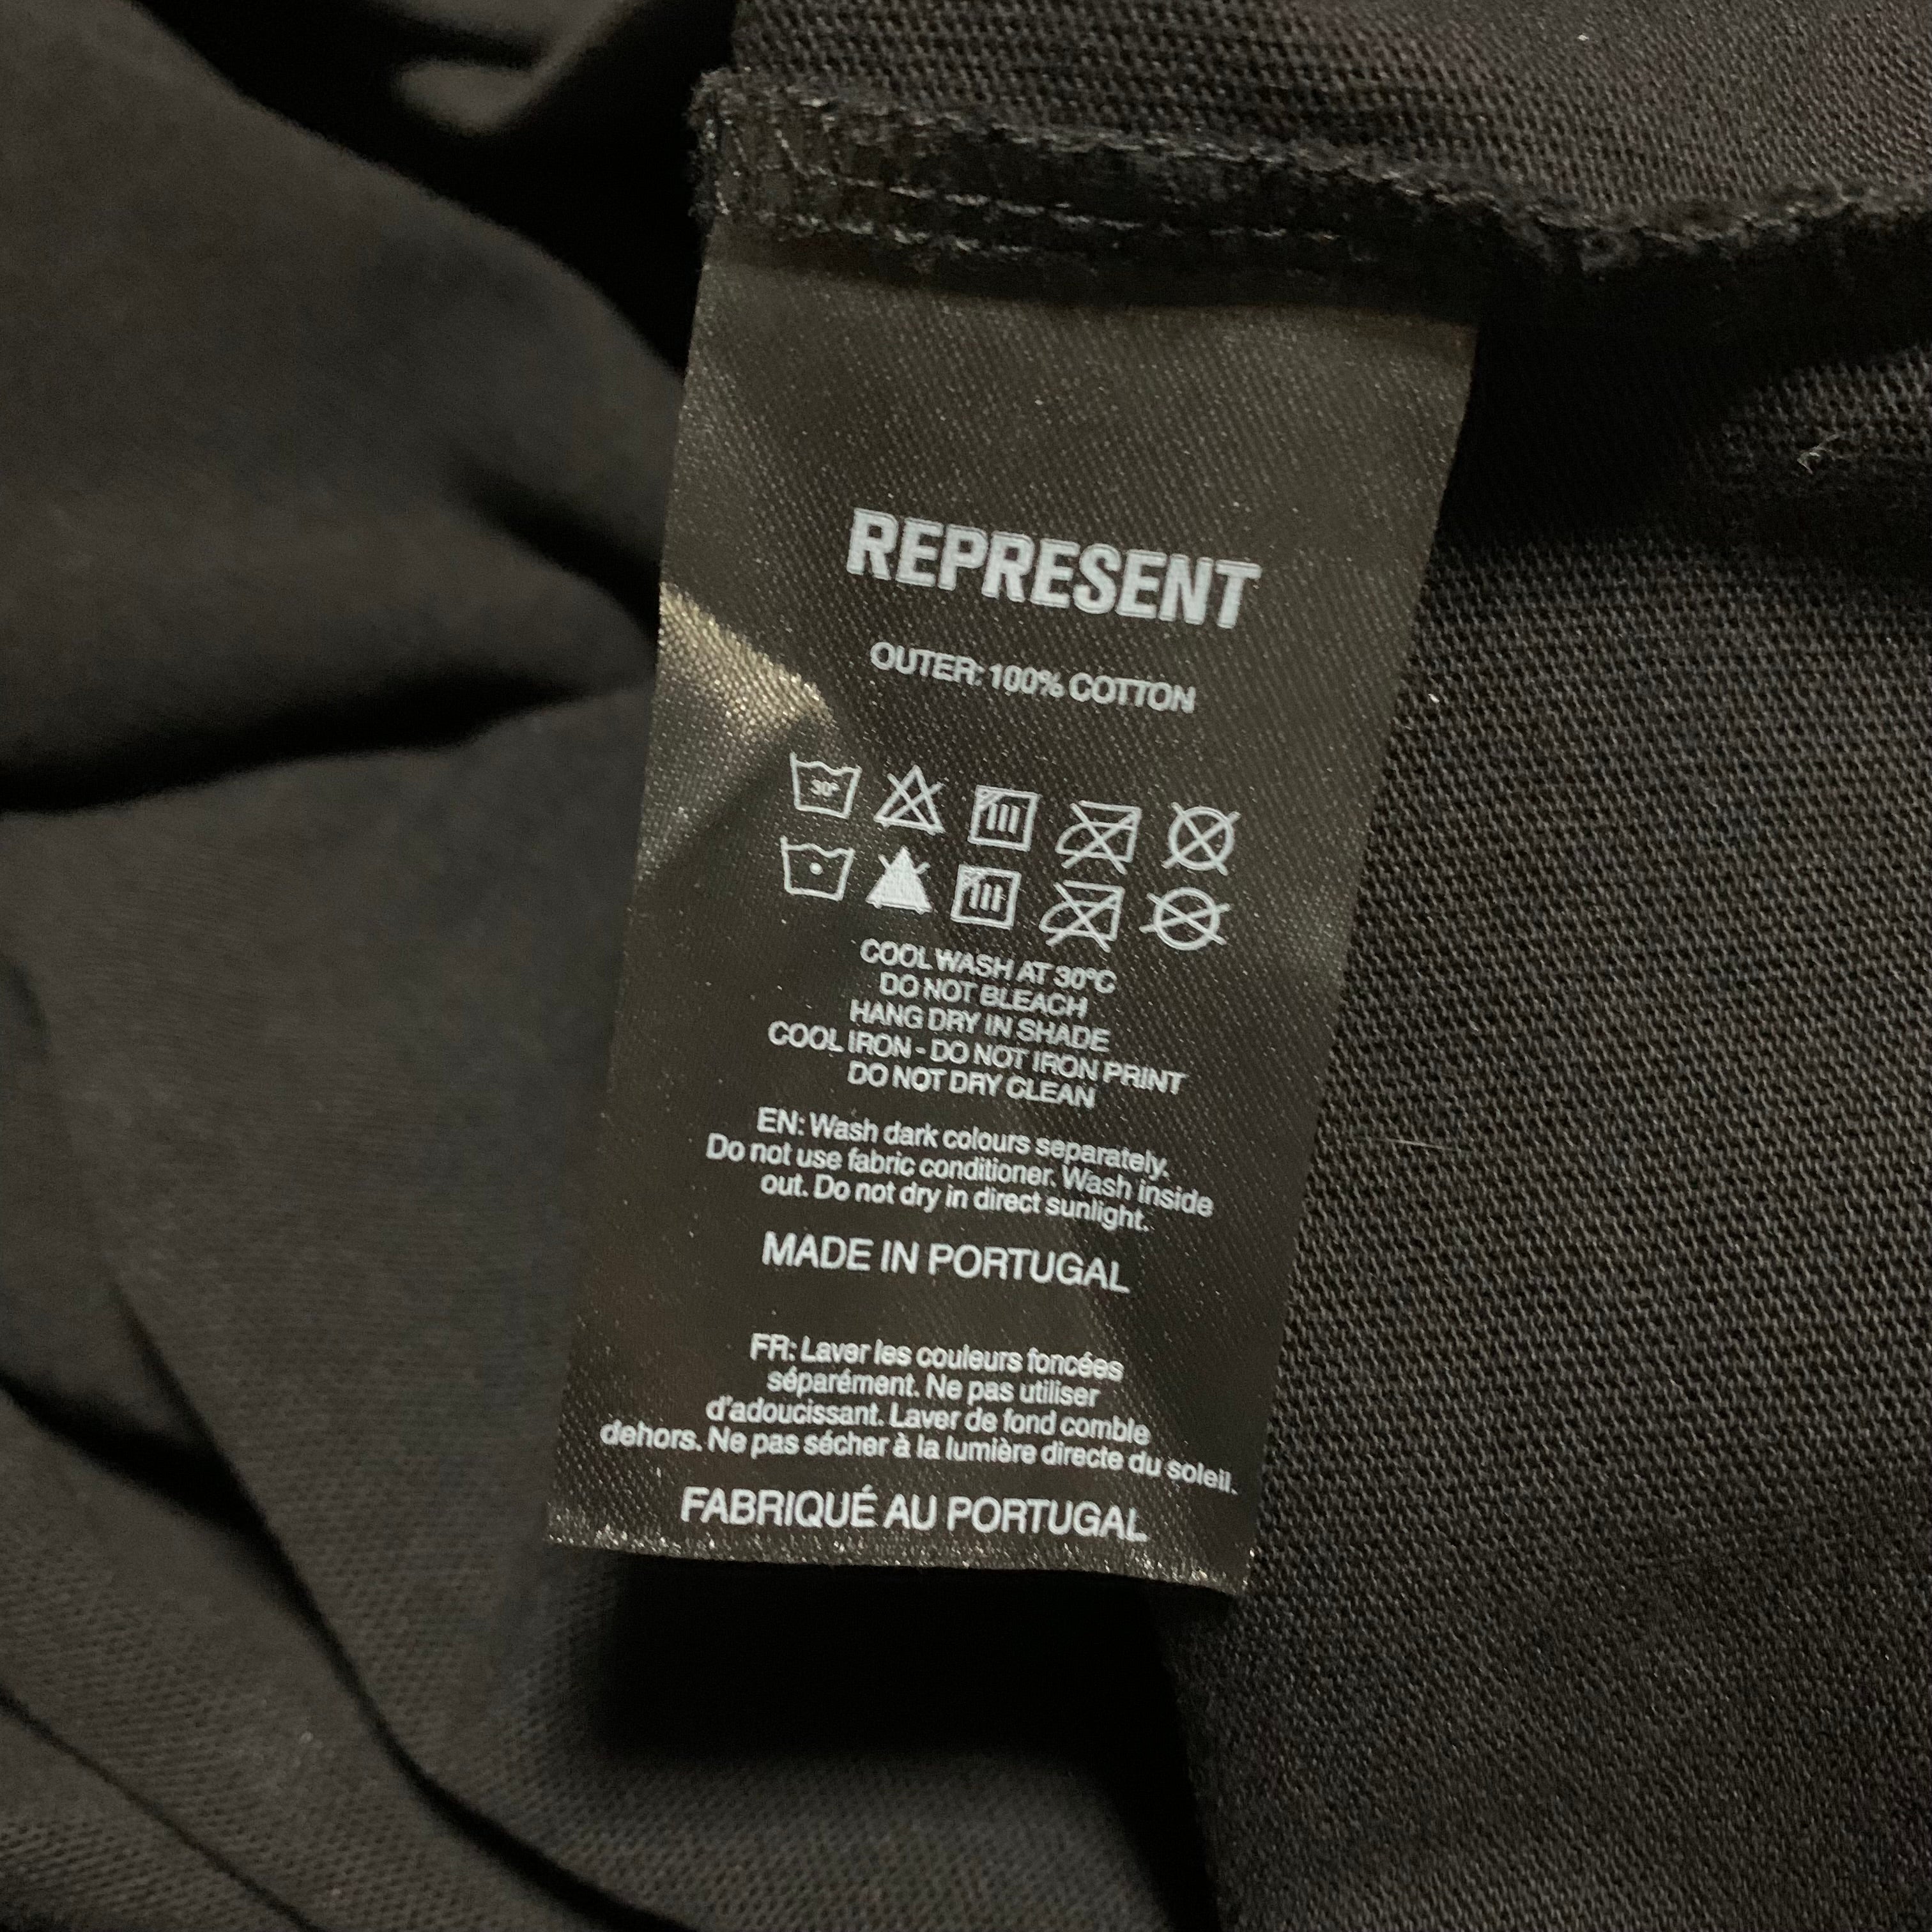 REPRESENT
OUTER: 100% COTTON
30°
COOL WASH AT 30°C
DO NOT BLEACH
HANG DRY IN SHADE
COOL IRON - DO NOT IRON PRINT
DO NOT DRY CLEAN
EN: Wash dark colours separately.
Do not use fabric conditioner. Wash inside
out. Do not dry in direct sunlight.
MADE IN PORTUGAL
FR: Laver les couleurs foncées
séparément. Ne pas utiliser
d'adoucissant. Laver de fond comble
dehors. Ne pas sécher à la lumière directe du soleil.
FABRIQUÉ AU PORTUGAL